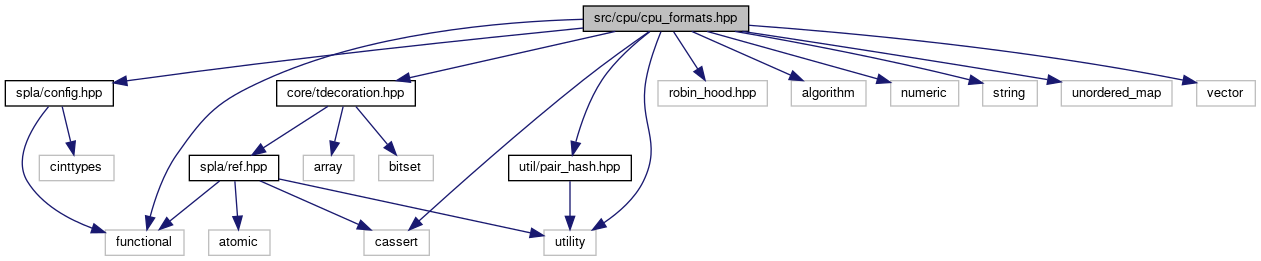 src/cpu/cpu_formats.hpp
spla/config.hpp
core/tdecoration.hpp
robin_hood.hpp
algorithm
numeric
string
unordered_map
vector
cinttypes
spla/ref.hpp
array
bitset
util/pair_hash.hpp
functional
atomic
cassert
utility